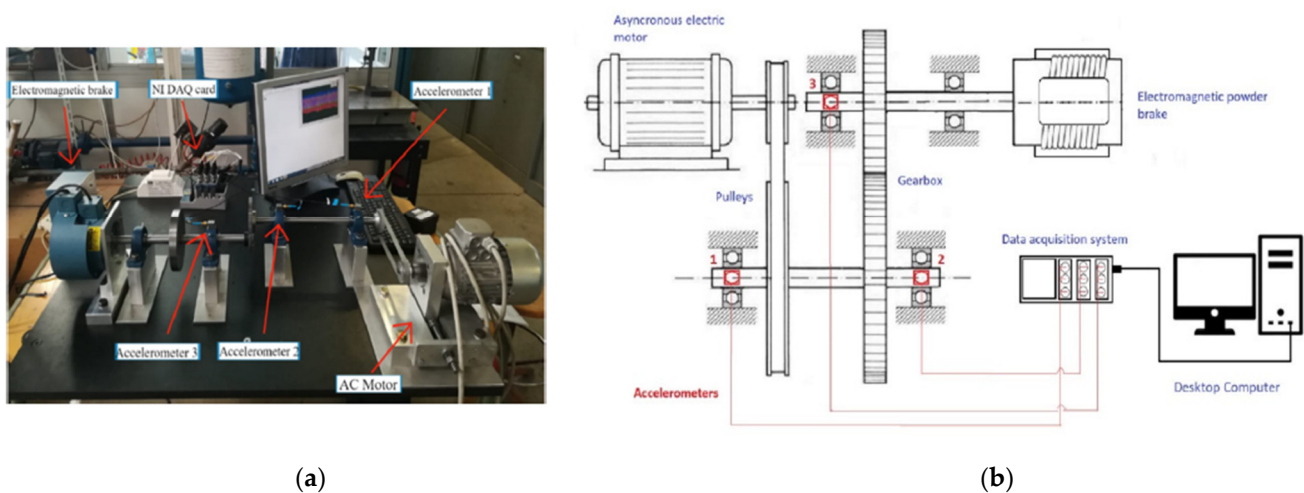 Electromagnetic brake
NI DAQ card
Accelerometer 1
Accelerometer 3
Accelerometer 2
AC Motor
(a)
Asyncronous electric
motor
3
Electromagnetic powder
brake
Pulleys
Gearbox
1
2
Data acquisition system
Accelerometers
Desktop Computer
(b)